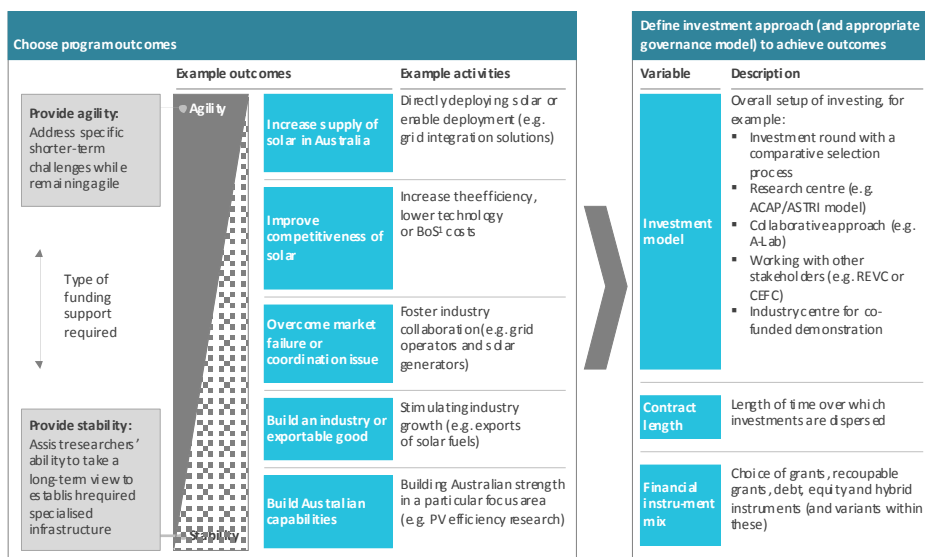 Choose program outcomes
Example outcomes
Example activities
Provide agility:
Address specific
shorter-term
challenges while
remaining agile
Type of
funding
support
required
Provide stability:
Assist researchers'
ability to take a
long-term view to
establish required
specialised
infrastructure
Agility
Stability
Increase supply of
solar in Australia
Directly deploying solar or
enable deployment (e.g.
grid integration solutions)
Improve
competitiveness of
solar
Increase the efficiency,
lower technology
or BoS¹ costs
Overcome market
failure or
coordination issue
Foster industry
collaboration (e.g. grid
operators and solar
generators)
Build an industry or
exportable good
Stimulating industry
growth (e.g. exports
of solar fuels)
Build Australian
capabilities
Building Australian strength
in a particular focus area
(e.g. PV efficiency research)
Define investment approach (and appropriate
governance model) to achieve outcomes
Variable
Description
Investment
model
Overall setup of investing, for
example:
▪ Investment round with a
comparative selection
process
▪ Research centre (e.g.
ACAP/ASTRI model)
▪ Collaborative approach (e.g.
A-Lab)
▪ Working with other
stakeholders (e.g. REVC or
CEFC)
▪ Industry centre for co-
funded demonstration
Contract
length
Length of time over which
investments are dispersed
Financial
instru-ment
mix
Choice of grants, recoupable
grants, debt, equity and hybrid
instruments (and variants within
these)